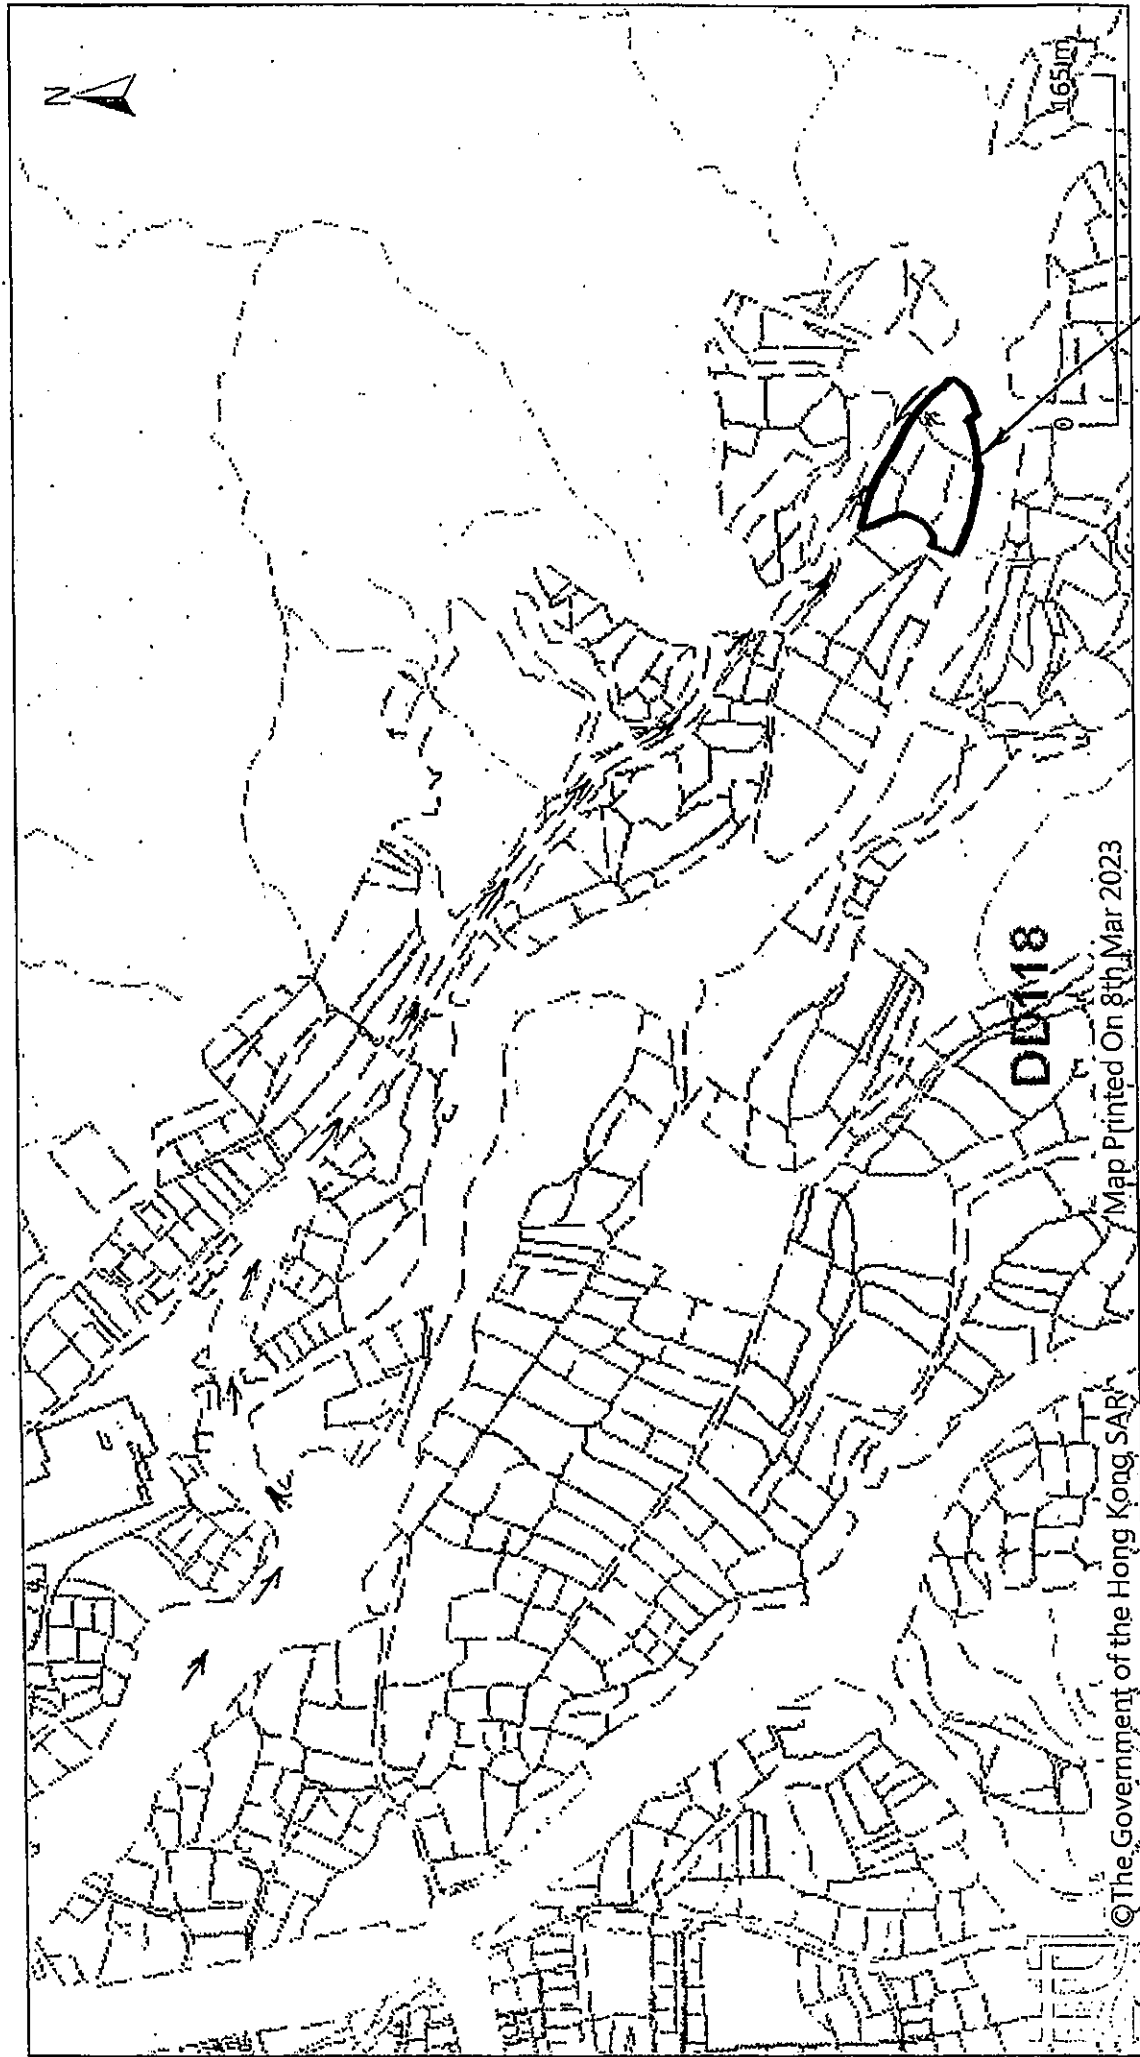 N
DD118
0
165m
©The Government of the Hong Kong SAR
Map Printed On 8th Mar 2023